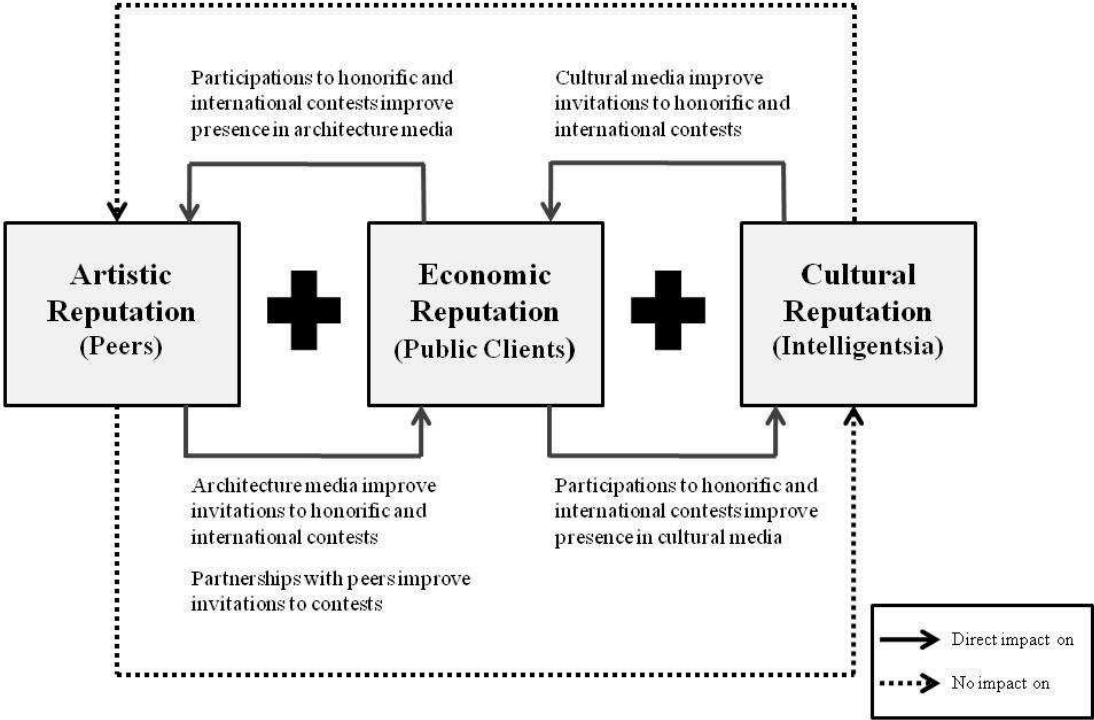 Participations to honorific and
international contests improve
presence in architecture media
Cultural media improve
invitations to honorific and
international contests
Artistic
Reputation
(Peers)
Economic
Reputation
(Public Clients)
Cultural
Reputation
(Intelligentsia)
Architecture media improve
invitations to honorific and
international contests
Partnerships with peers improve
invitations to contests
Participations to honorific and
international contests improve
presence in cultural media
Direct impact on
No impact on